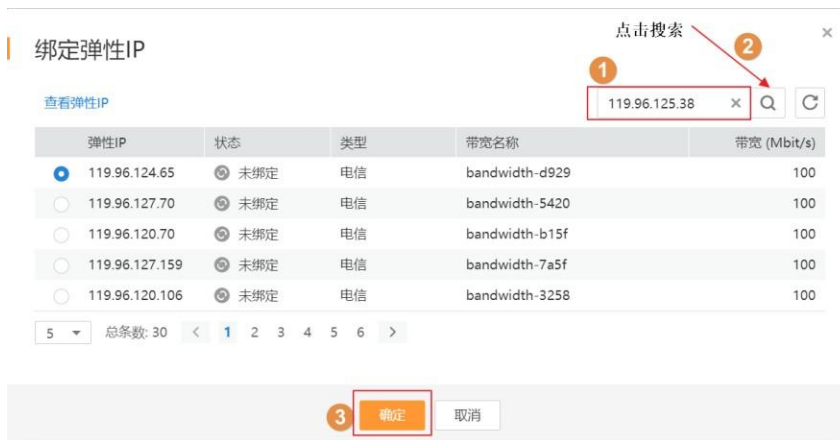 点击搜索
×
绑定弹性IP
2
1
查看弹性IP
119.96.125.38 ×
弹性IP 状态 类型 带宽名称 带宽 (Mbit/s)
119.96.124.65 未绑定 电信 bandwidth-d929 100
119.96.127.70 未绑定 电信 bandwidth-5420 100
119.96.120.70 未绑定 电信 bandwidth-b15f 100
119.96.127.159 未绑定 电信 bandwidth-7a5f 100
119.96.120.106 未绑定 电信 bandwidth-3258 100
5 总条数: 30 < 1 2 3 4 5 6 >
3 确定 取消